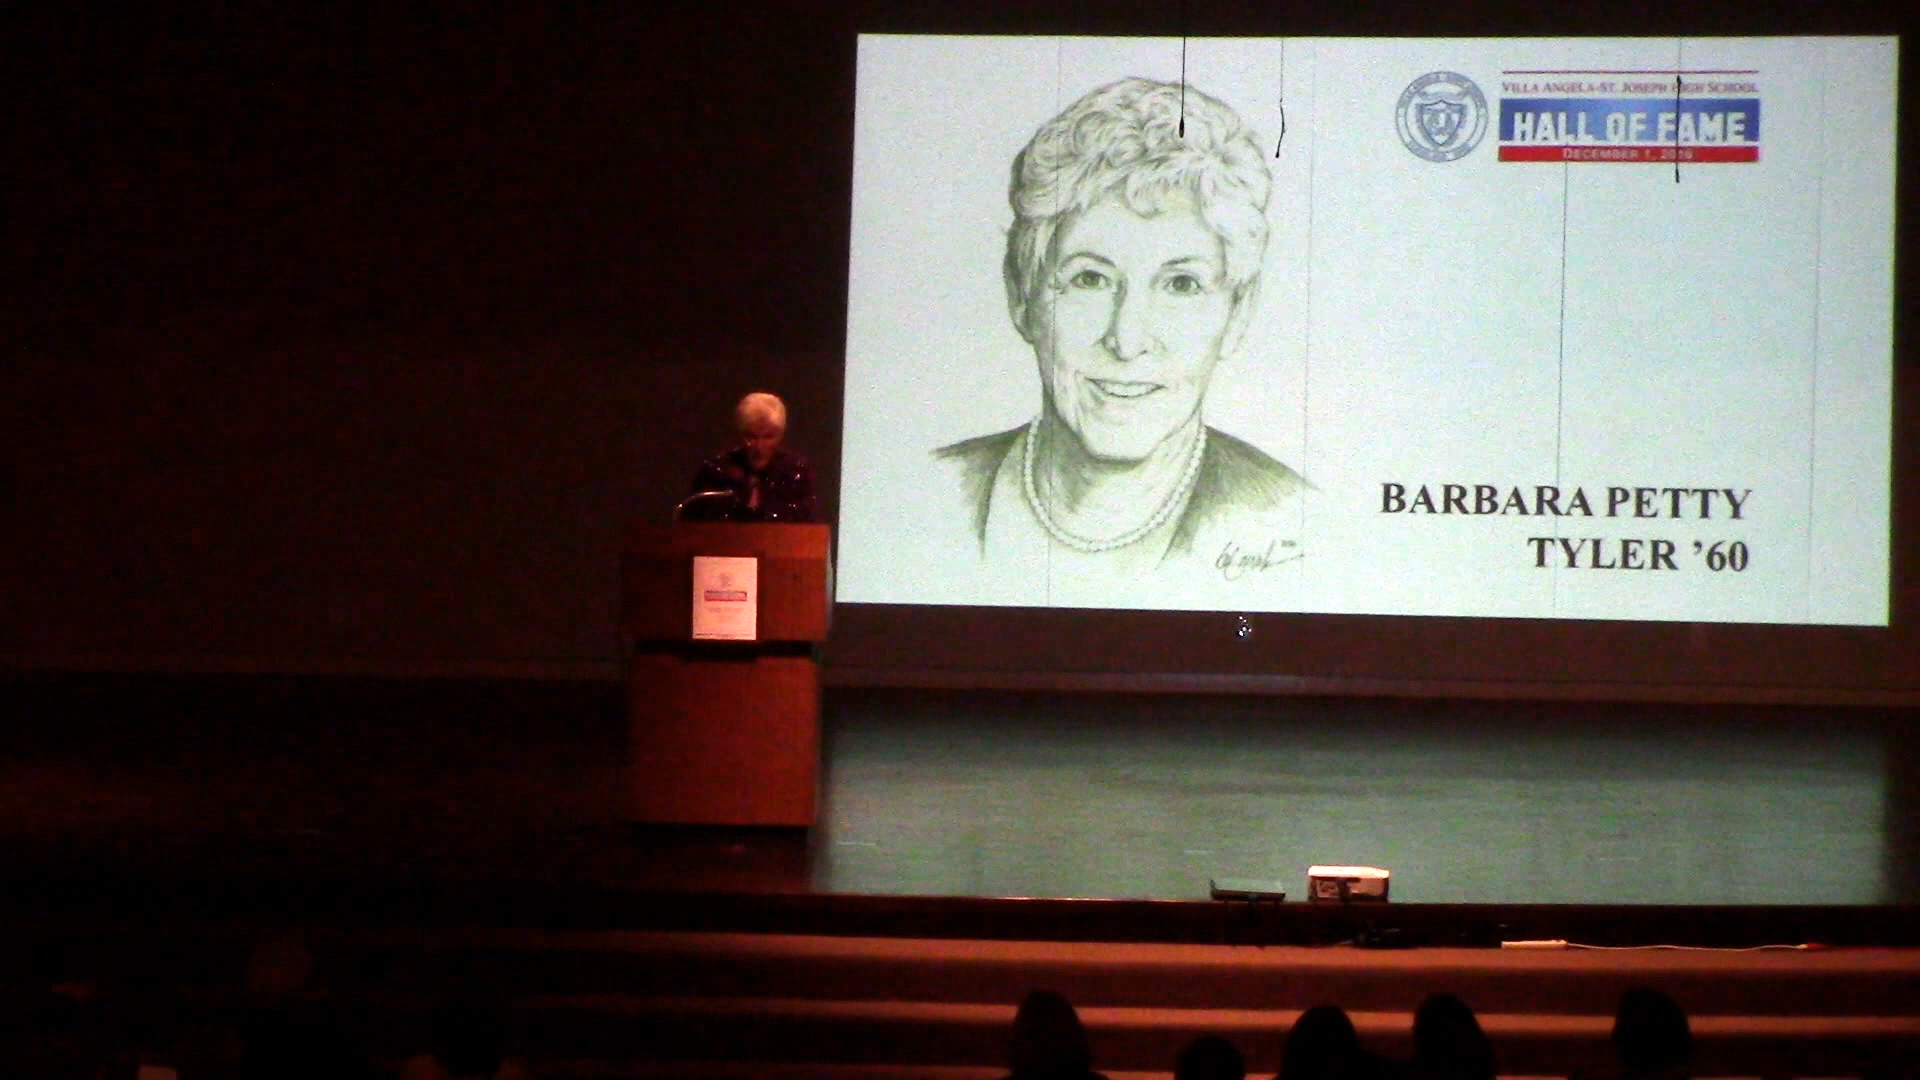 VILLA ANGELA-ST. JOSEPH HIGH SCHOOL
HALL OF FAME
DECEMBER 1, 2016
BARBARA PETTY
TYLER ’60